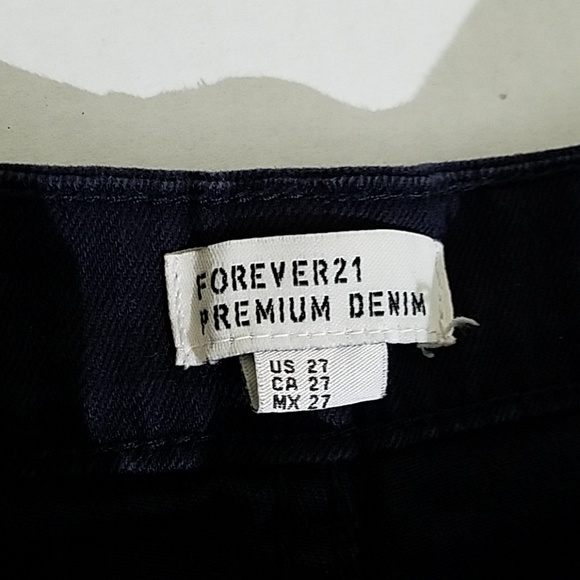 FOREVER21
PREMIUM DENIM
US 27
CA 27
MX 27